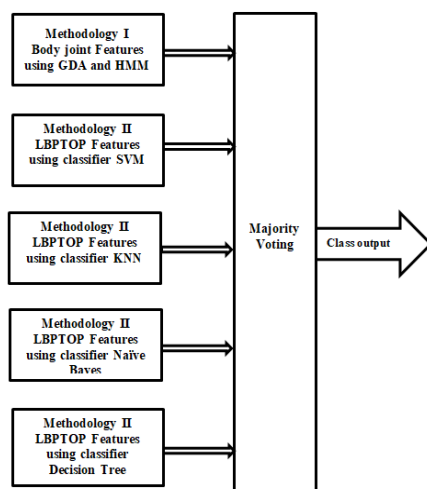 Methodology I
Body joint Features
using GDA and HMM
Methodology II
LBPTOP Features
using classifier SVM
Methodology II
LBPTOP Features
using classifier KNN
Methodology II
LBPTOP Features
using classifier Naïve
Bayes
Methodology II
LBPTOP Features
using classifier
Decision Tree
Majority
Voting
Class output